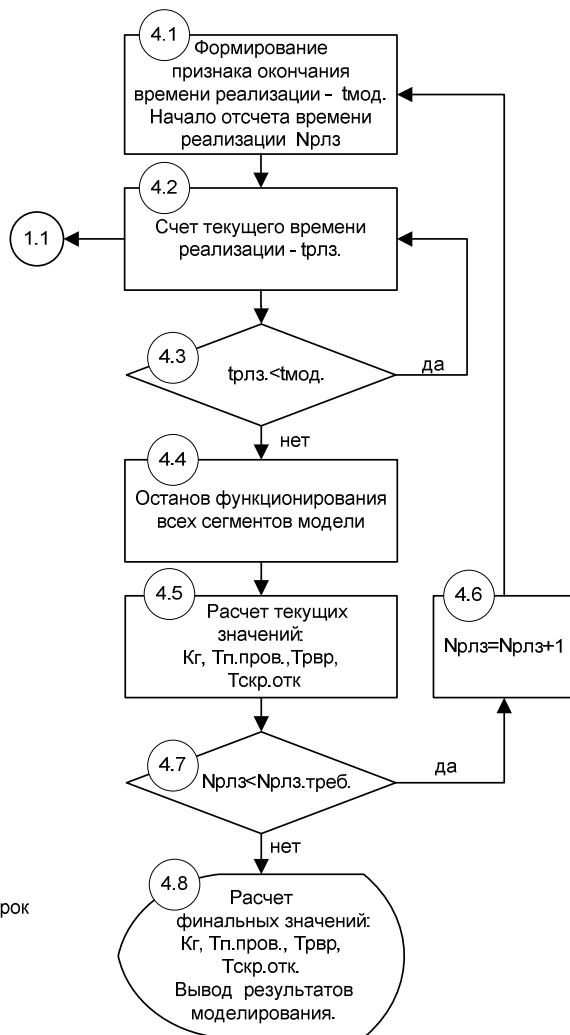 4.1
Формирование
признака окончания
времени реализации - tмод.
Начало отсчета времени
реализации Nрлз
4.2
Счет текущего времени
реализации - tрлз.
1.1
4.3
tрлз.<tмод.
да
нет
4.4
Останов функционирования
всех сегментов модели
4.5
Расчет текущих
значений:
Кг, Тп.пров.,Трвр,
Тскр.отк
4.6
Nрлз=Nрлз+1
4.7
Nрлз<Nрлз.треб.
да
нет
4.8
Расчет
финальных значений:
Кг, Тп.пров., Трвр,
Тскр.отк.
Вывод результатов
моделирования.
рок